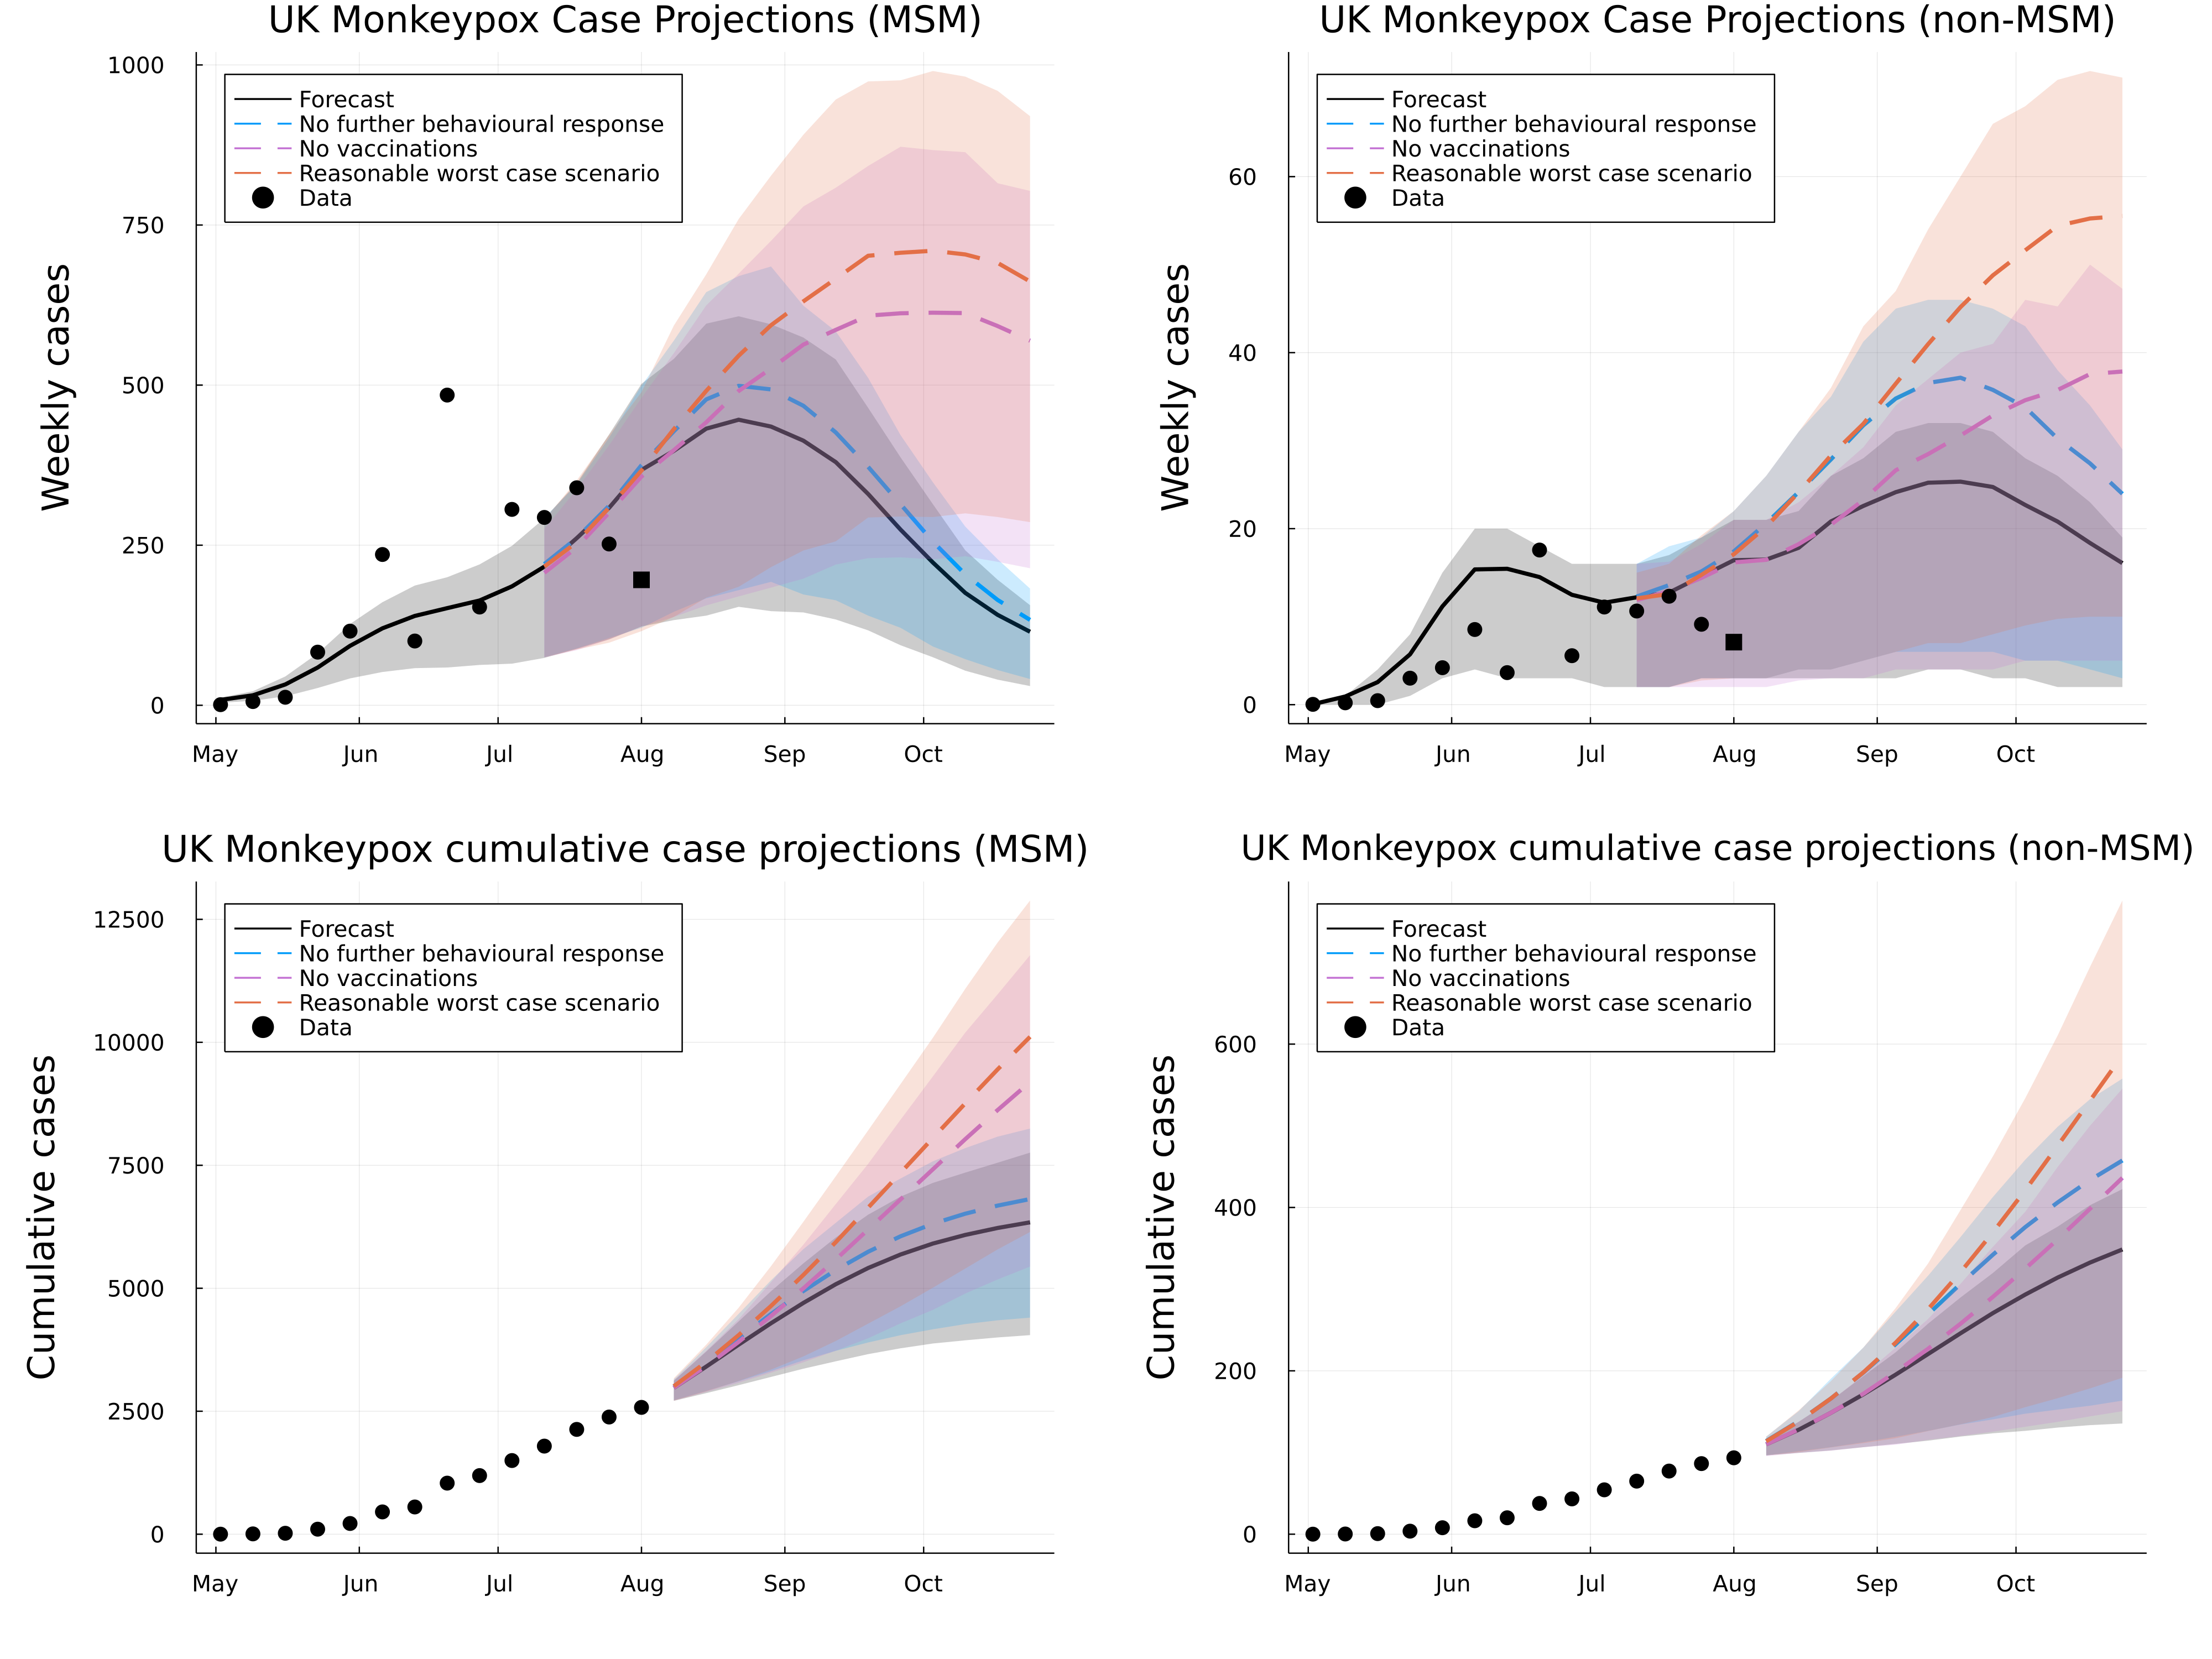 UK Monkeypox Case Projections (MSM)
Weekly cases
1000
750
500
250
0
Forecast
No further behavioural response
No vaccinations
Reasonable worst case scenario
Data
May Jun Jul Aug Sep Oct
UK Monkeypox Case Projections (non-MSM)
Weekly cases
60
40
20
0
Forecast
No further behavioural response
No vaccinations
Reasonable worst case scenario
Data
May Jun Jul Aug Sep Oct
UK Monkeypox cumulative case projections (MSM)
Cumulative cases
12500
10000
7500
5000
2500
0
Forecast
No further behavioural response
No vaccinations
Reasonable worst case scenario
Data
May Jun Jul Aug Sep Oct
UK Monkeypox cumulative case projections (non-MSM)
Cumulative cases
600
400
200
0
Forecast
No further behavioural response
No vaccinations
Reasonable worst case scenario
Data
May Jun Jul Aug Sep Oct